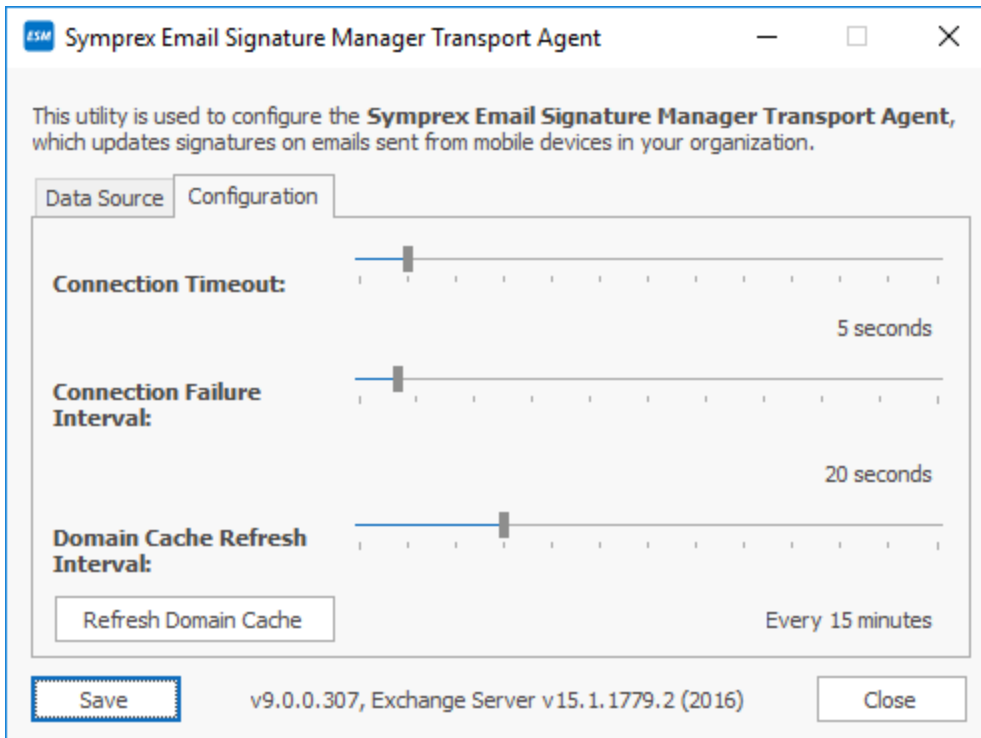 ESM Symprex Email Signature Manager Transport Agent
This utility is used to configure the Symprex Email Signature Manager Transport Agent,
which updates signatures on emails sent from mobile devices in your organization.
Data Source Configuration
Connection Timeout:
5 seconds
Connection Failure
Interval:
20 seconds
Domain Cache Refresh
Interval:
Refresh Domain Cache Every 15 minutes
Save v9.0.0.307, Exchange Server v15.1.1779.2 (2016) Close